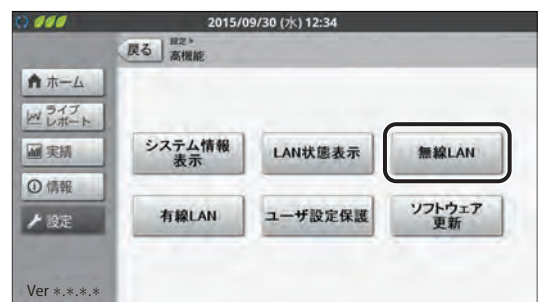 2015/09/30 (水) 12:34
戻る
設定>
高機能
ホーム
ライブ
レポート
実績
情報
設定
システム情報
表示
LAN状態表示
無線LAN
有線LAN
ユーザ設定保護
ソフトウェア
更新
Ver *.*.*.*